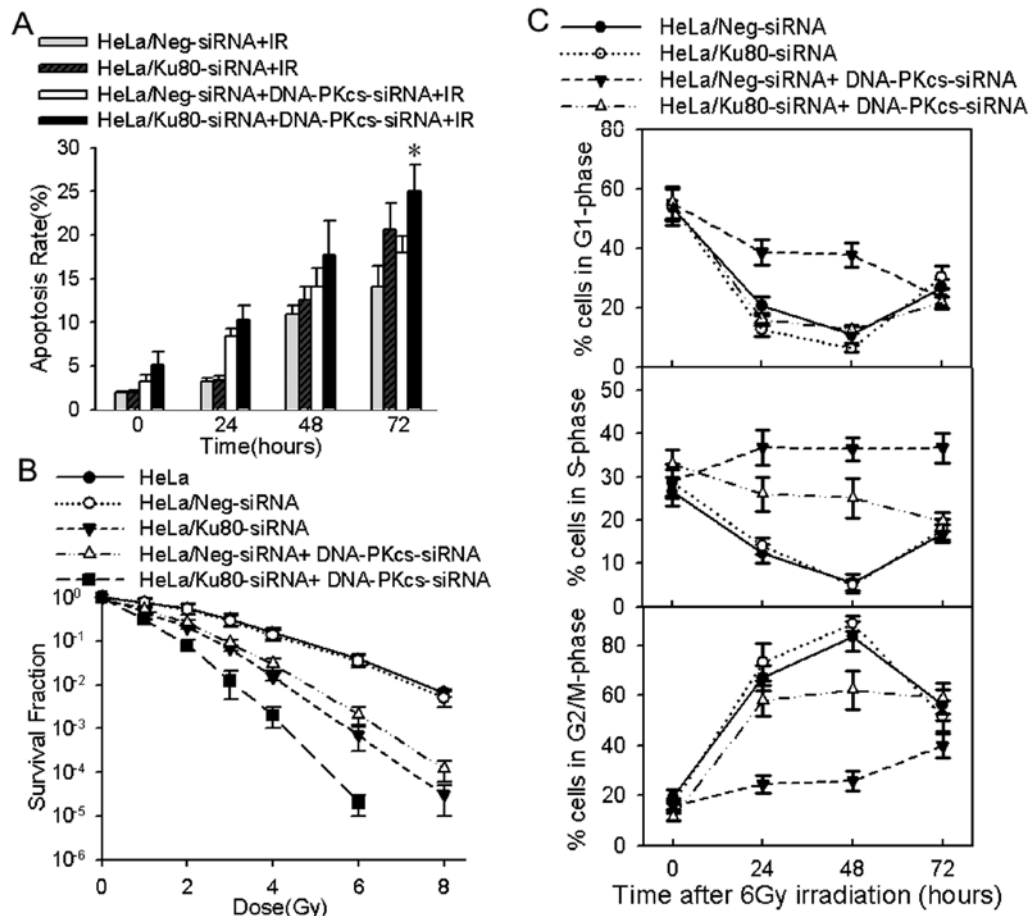 A
HeLa/Neg-siRNA+IR
HeLa/Ku80-siRNA+IR
HeLa/Neg-siRNA+DNA-PKcs-siRNA+IR
HeLa/Ku80-siRNA+DNA-PKcs-siRNA+IR
30
25
20
15
10
5
0
Apoptosis Rate(%)
*
0 24 48 72
Time(hours)
B
HeLa
HeLa/Neg-siRNA
HeLa/Ku80-siRNA
HeLa/Neg-siRNA+ DNA-PKcs-siRNA
HeLa/Ku80-siRNA+ DNA-PKcs-siRNA
10⁰
10⁻¹
10⁻²
10⁻³
10⁻⁴
10⁻⁵
10⁻⁶
Survival Fraction
0 2 4 6 8
Dose(Gy)
C
HeLa/Neg-siRNA
HeLa/Ku80-siRNA
HeLa/Neg-siRNA+ DNA-PKcs-siRNA
HeLa/Ku80-siRNA+ DNA-PKcs-siRNA
80
60
40
20
0
% cells in G1-phase
50
40
30
20
10
0
% cells in S-phase
80
60
40
20
0
% cells in G2/M-phase
0 24 48 72
Time after 6Gy irradiation (hours)